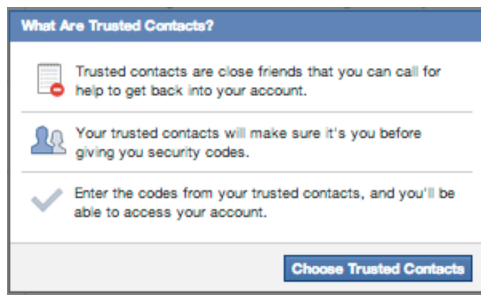 What Are Trusted Contacts?
Trusted contacts are close friends that you can call for
help to get back into your account.
Your trusted contacts will make sure it's you before
giving you security codes.
Enter the codes from your trusted contacts, and you'll be
able to access your account.
Choose Trusted Contacts